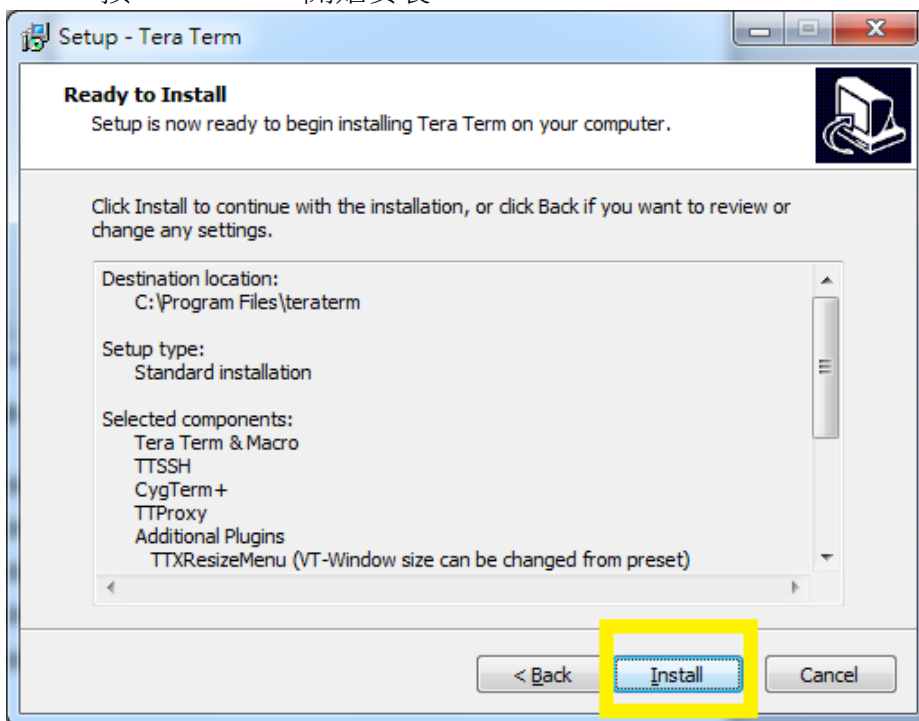 Setup - Tera Term
Ready to Install
Setup is now ready to begin installing Tera Term on your computer.
Click Install to continue with the installation, or click Back if you want to review or
change any settings.
Destination location:
C:\Program Files\teraterm
Setup type:
Standard installation
Selected components:
Tera Term & Macro
TTSSH
CygTerm+
TTProxy
Additional Plugins
TTXResizeMenu (VT-Window size can be changed from preset)
< Back
Install
Cancel